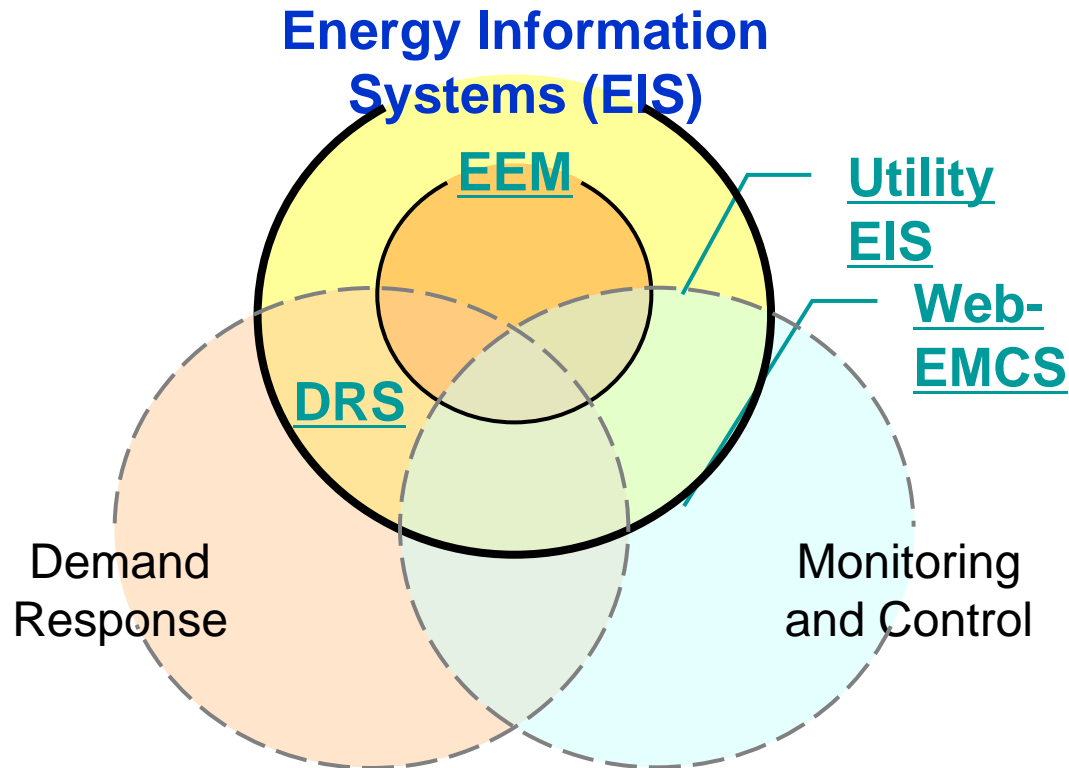 Energy Information
Systems (EIS)
EEM
Utility
EIS
Web-
EMCS
DRS
Demand
Response
Monitoring
and Control